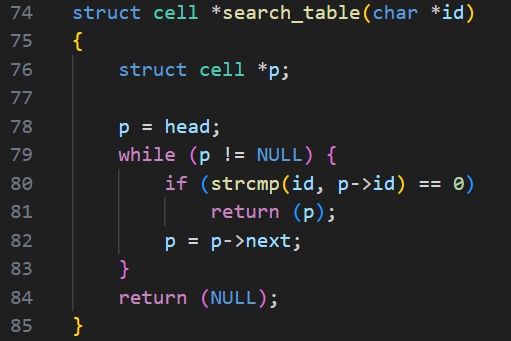 74 struct cell *search_table(char *id)
75 {
76     struct cell *p;
77
78     p = head;
79     while (p != NULL) {
80         if (strcmp(id, p->id) == 0)
81             return (p);
82         p = p->next;
83     }
84     return (NULL);
85 }